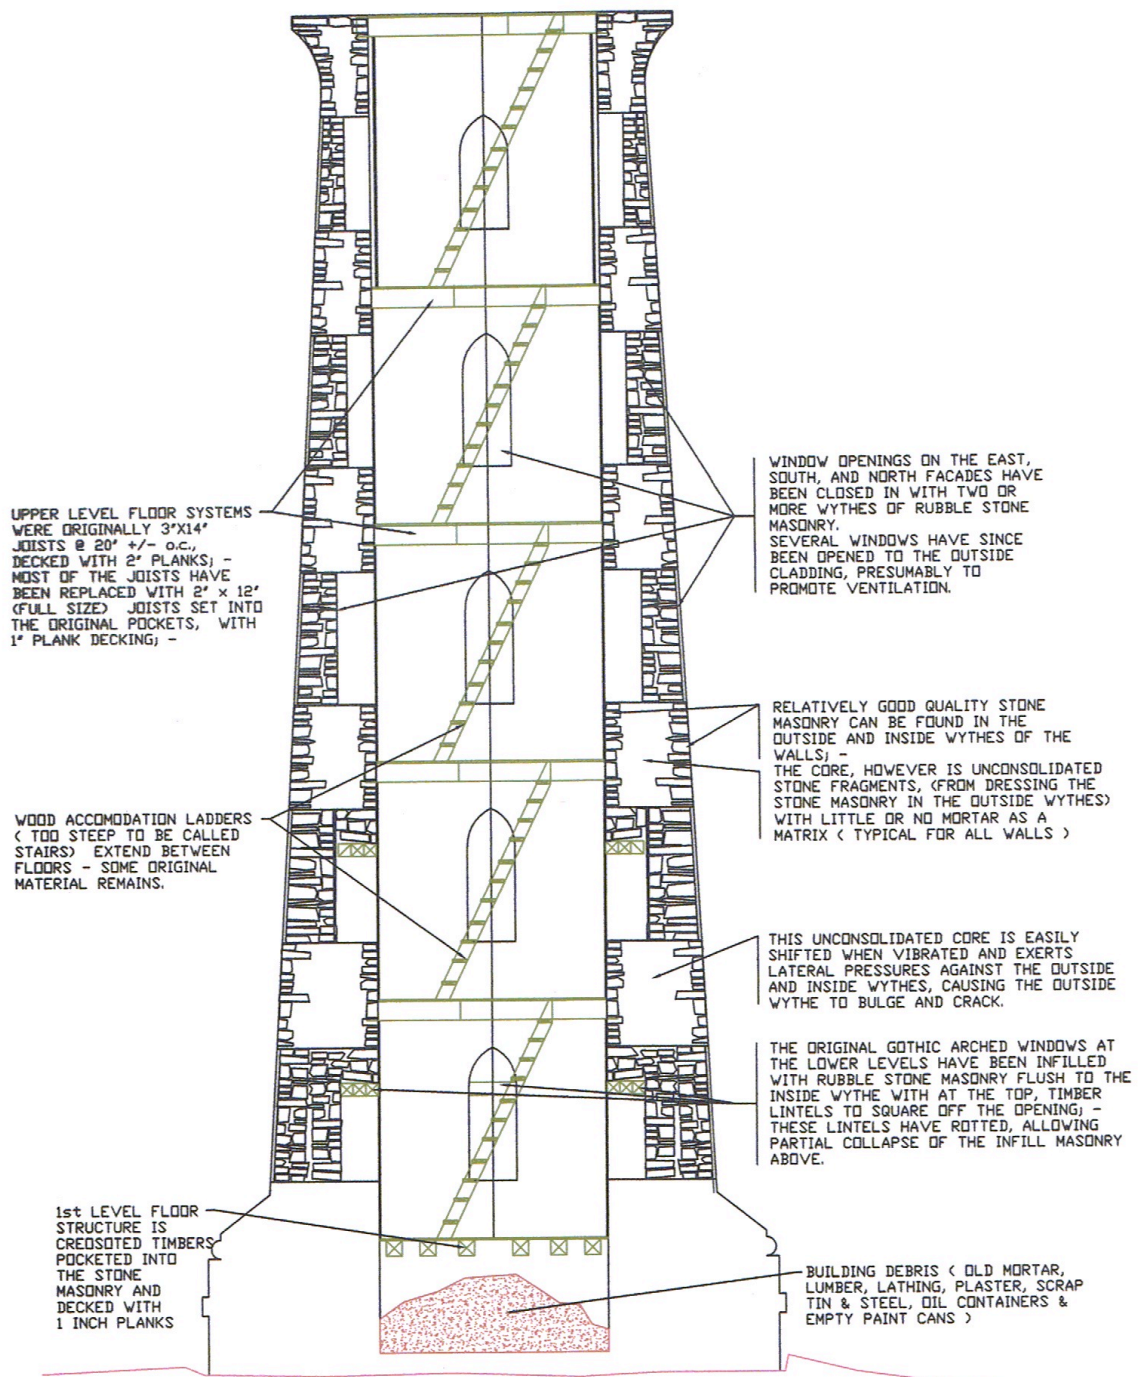 UPPER LEVEL FLOOR SYSTEMS
WERE ORIGINALLY 3"X14"
JOISTS @ 20" +/- o.c.,
DECKED WITH 2" PLANKS; -
MOST OF THE JOISTS HAVE
BEEN REPLACED WITH 2" x 12"
(FULL SIZE) JOISTS SET INTO
THE ORIGINAL POCKETS, WITH
1" PLANK DECKING; -
WOOD ACCOMODATION LADDERS
( TOO STEEP TO BE CALLED
STAIRS) EXTEND BETWEEN
FLOORS - SOME ORIGINAL
MATERIAL REMAINS.
1st LEVEL FLOOR
STRUCTURE IS
CREOSOTED TIMBERS
POCKETED INTO
THE STONE
MASONRY AND
DECKED WITH
1 INCH PLANKS
WINDOW OPENINGS ON THE EAST,
SOUTH, AND NORTH FACADES HAVE
BEEN CLOSED IN WITH TWO OR
MORE WYTHES OF RUBBLE STONE
MASONRY.
SEVERAL WINDOWS HAVE SINCE
BEEN OPENED TO THE OUTSIDE
CLADDING, PRESUMABLY TO
PROMOTE VENTILATION.
RELATIVELY GOOD QUALITY STONE
MASONRY CAN BE FOUND IN THE
OUTSIDE AND INSIDE WYTHES OF THE
WALLS; -
THE CORE, HOWEVER IS UNCONSOLIDATED
STONE FRAGMENTS, (FROM DRESSING THE
STONE MASONRY IN THE OUTSIDE WYTHES)
WITH LITTLE OR NO MORTAR AS A
MATRIX ( TYPICAL FOR ALL WALLS )
THIS UNCONSOLIDATED CORE IS EASILY
SHIFTED WHEN VIBRATED AND EXERTS
LATERAL PRESSURES AGAINST THE OUTSIDE
AND INSIDE WYTHES, CAUSING THE OUTSIDE
WYTHE TO BULGE AND CRACK.
THE ORIGINAL GOTHIC ARCHED WINDOWS AT
THE LOWER LEVELS HAVE BEEN INFILLED
WITH RUBBLE STONE MASONRY FLUSH TO THE
INSIDE WYTHE WITH AT THE TOP, TIMBER
LINTELS TO SQUARE OFF THE OPENING; -
THESE LINTELS HAVE ROTTED, ALLOWING
PARTIAL COLLAPSE OF THE INFILL MASONRY
ABOVE.
BUILDING DEBRIS ( OLD MORTAR,
LUMBER, LATHING, PLASTER, SCRAP
TIN & STEEL, OIL CONTAINERS &
EMPTY PAINT CANS )